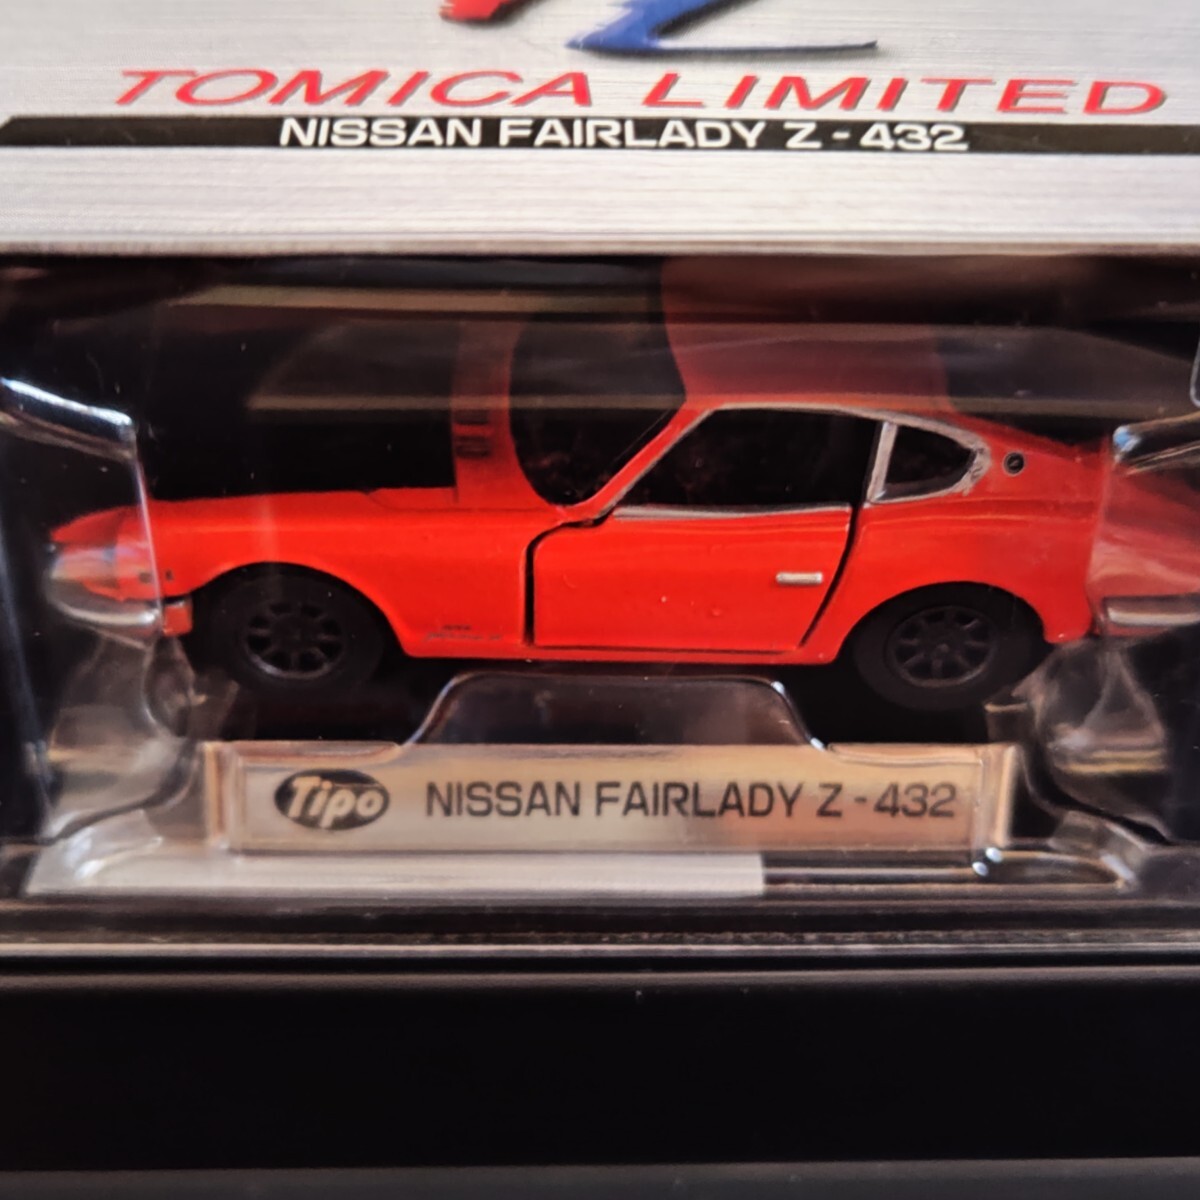 TOMICA LIMITED
NISSAN FAIRLADY Z-432
Tipo NISSAN FAIRLADY Z-432